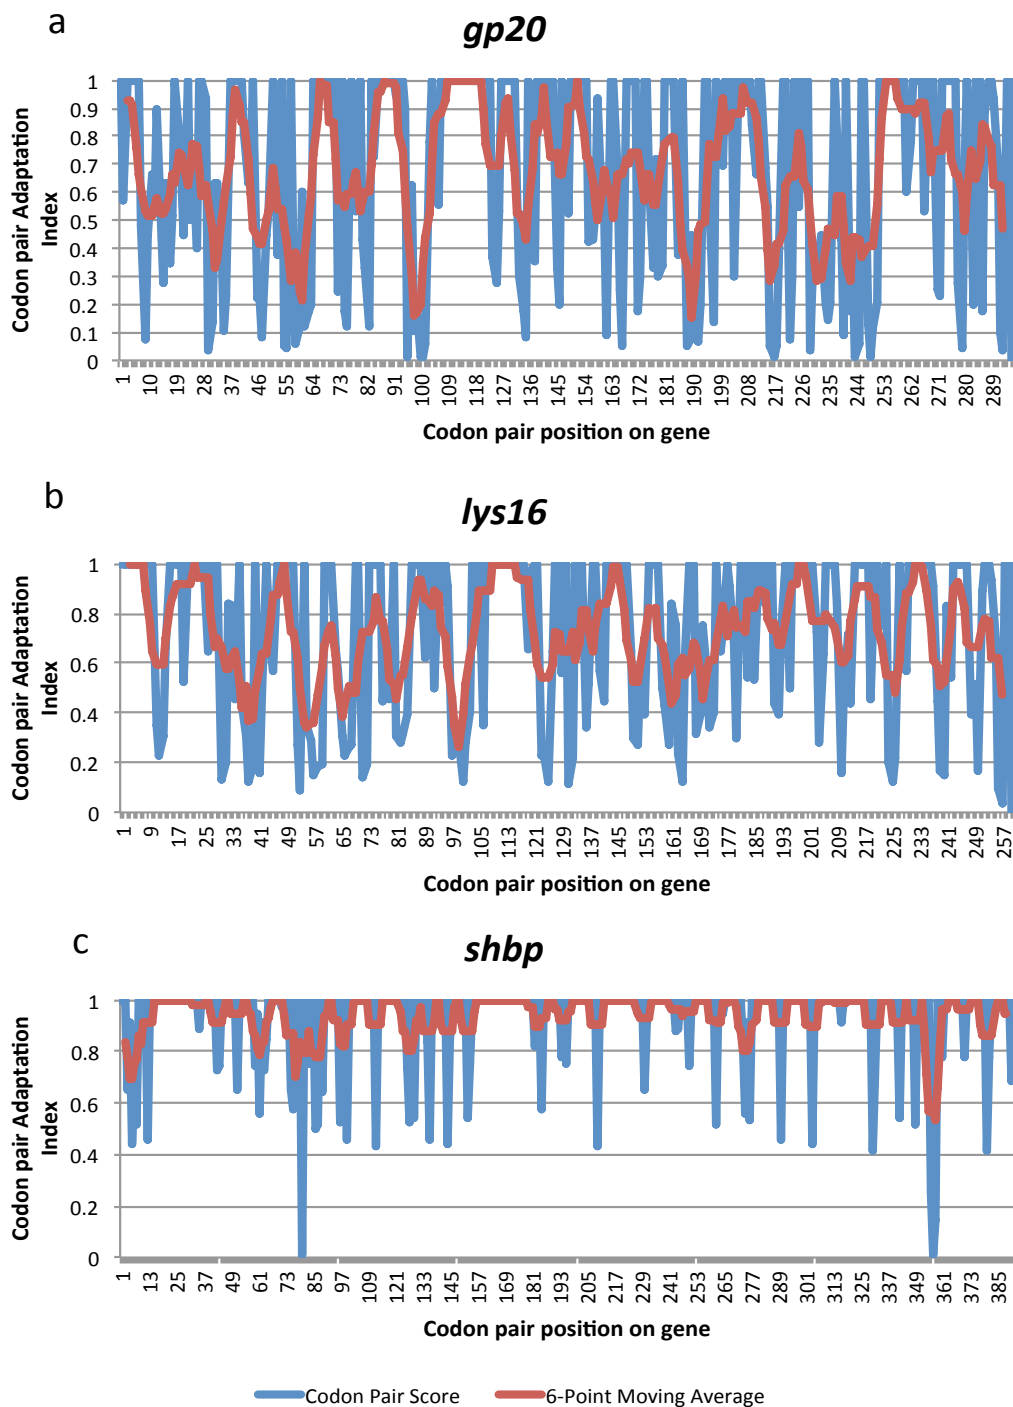 a
gp20
Codon pair Adaptation
Index
1
0.9
0.8
0.7
0.6
0.5
0.4
0.3
0.2
0.1
0
1 10 19 28 37 46 55 64 73 82 91 100 109 118 127 136 145 154 163 172 181 190 199 208 217 226 235 244 253 262 271 280 289
Codon pair position on gene
b
lys16
Codon pair Adaptation
Index
1
0.8
0.6
0.4
0.2
0
1 9 17 25 33 41 49 57 65 73 81 89 97 105 113 121 129 137 145 153 161 169 177 185 193 201 209 217 225 233 241 249 257
Codon pair position on gene
c
shbp
Codon pair Adaptation
Index
1
0.8
0.6
0.4
0.2
0
1 13 25 37 49 61 73 85 97 109 121 133 145 157 169 181 193 205 217 229 241 253 265 277 289 301 313 325 337 349 361 373 385
Codon pair position on gene
Codon Pair Score 6-Point Moving Average